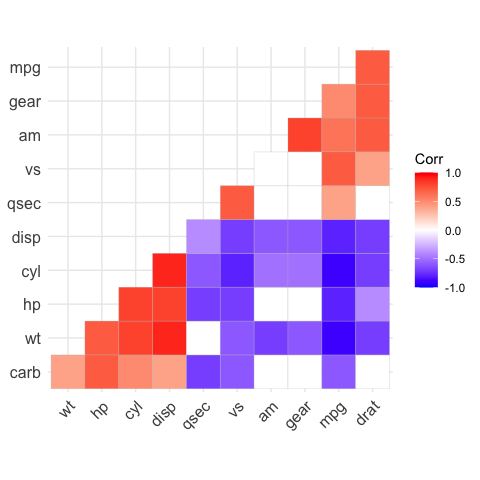 mpg
gear
am
vs
qsec
disp
cyl
hp
wt
carb
wt hp cyl disp qsec vs am gear mpg drat
Corr
1.0
0.5
0.0
-0.5
-1.0